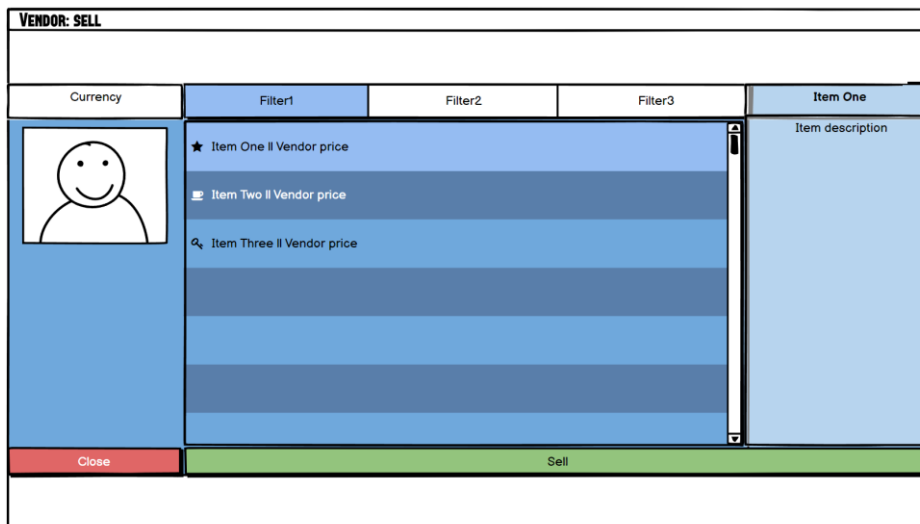 VENDOR: SELL
Currency
Filter1
Filter2
Filter3
Item One
Item description
Item One || Vendor price
Item Two || Vendor price
Item Three || Vendor price
Close
Sell